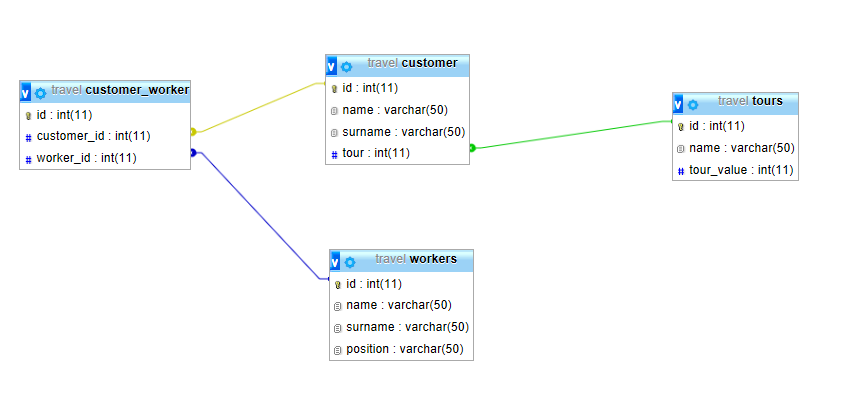 travel customer_worker
id : int(11)
customer_id : int(11)
worker_id : int(11)
travel customer
id : int(11)
name : varchar(50)
surname : varchar(50)
tour : int(11)
travel tours
id : int(11)
name : varchar(50)
tour_value : int(11)
travel workers
id : int(11)
name : varchar(50)
surname : varchar(50)
position : varchar(50)